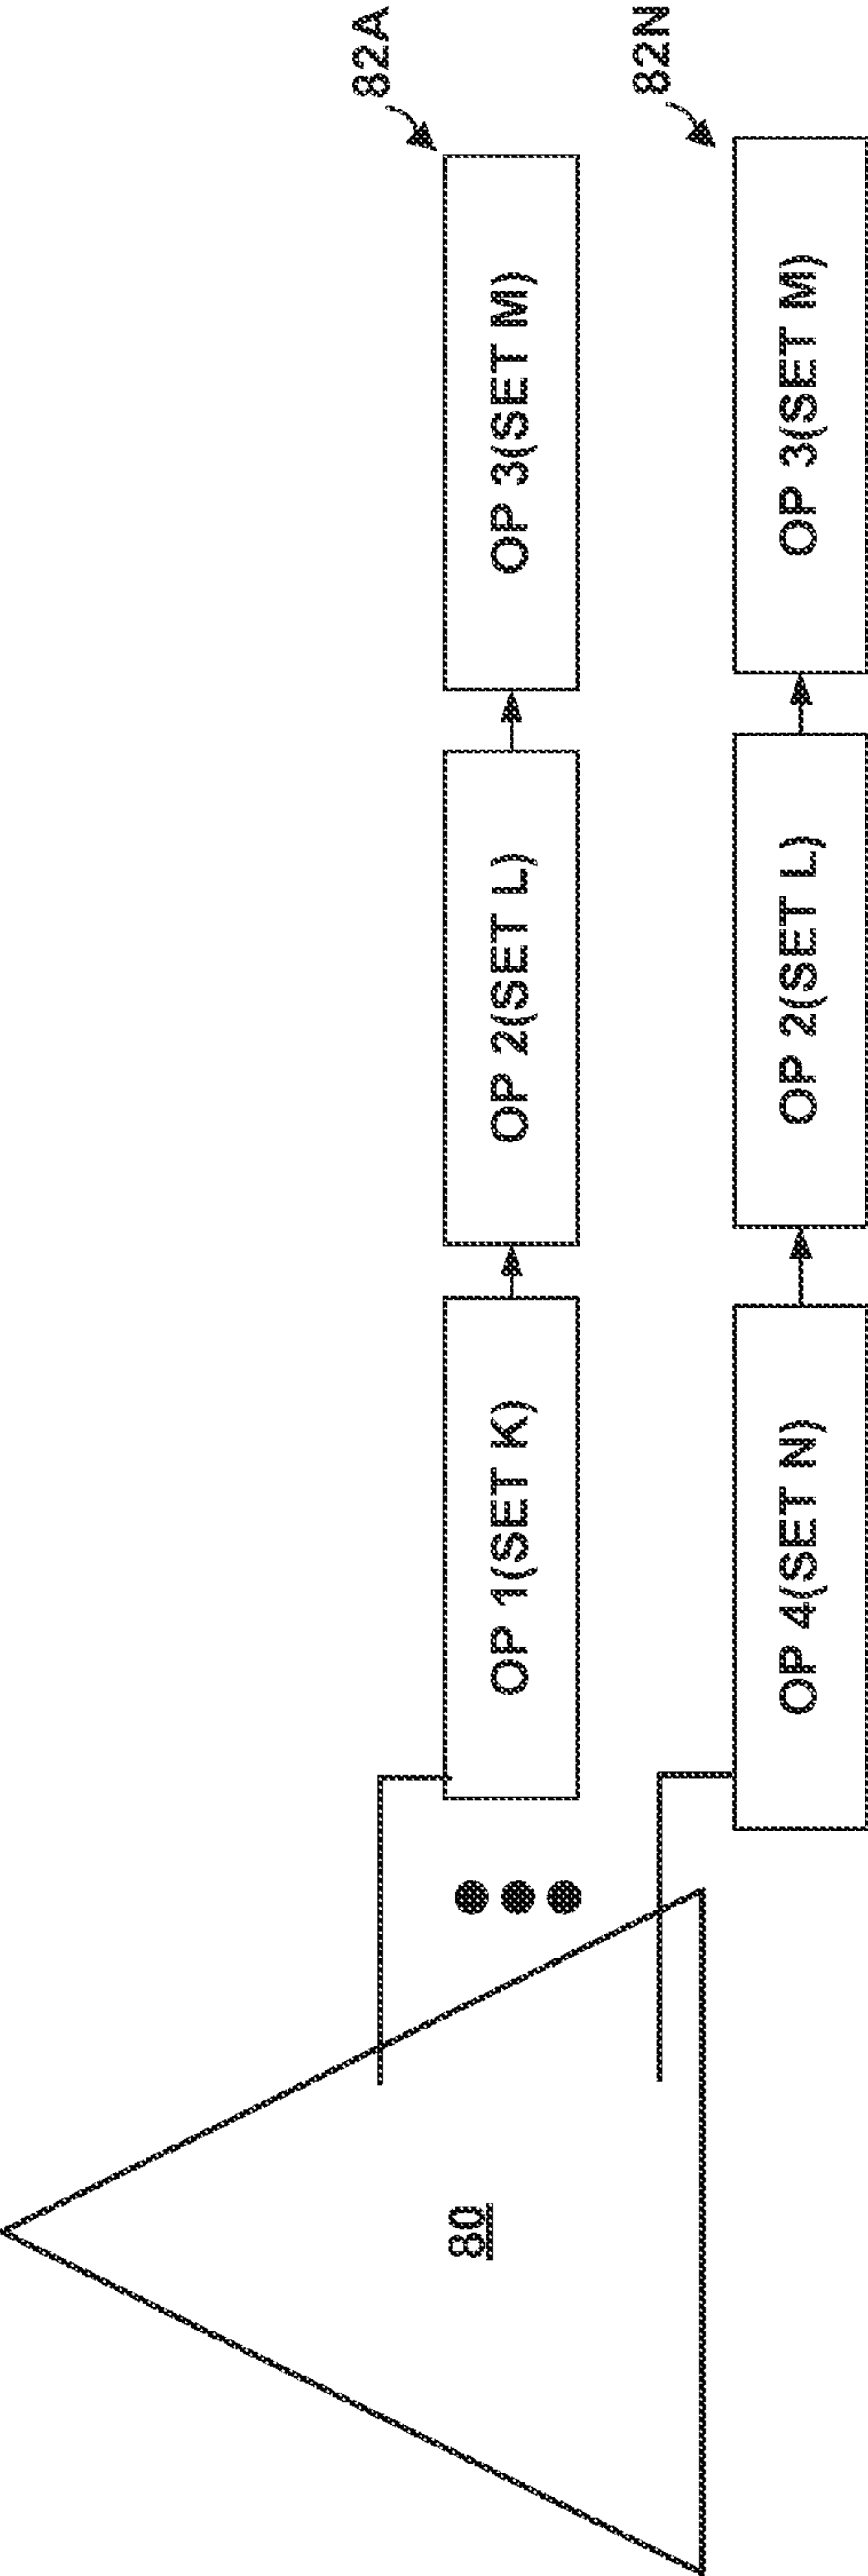 80
OP 1(SET K)
OP 2(SET L)
OP 3(SET M)
82A
OP 4(SET N)
OP 2(SET L)
OP 3(SET M)
82N